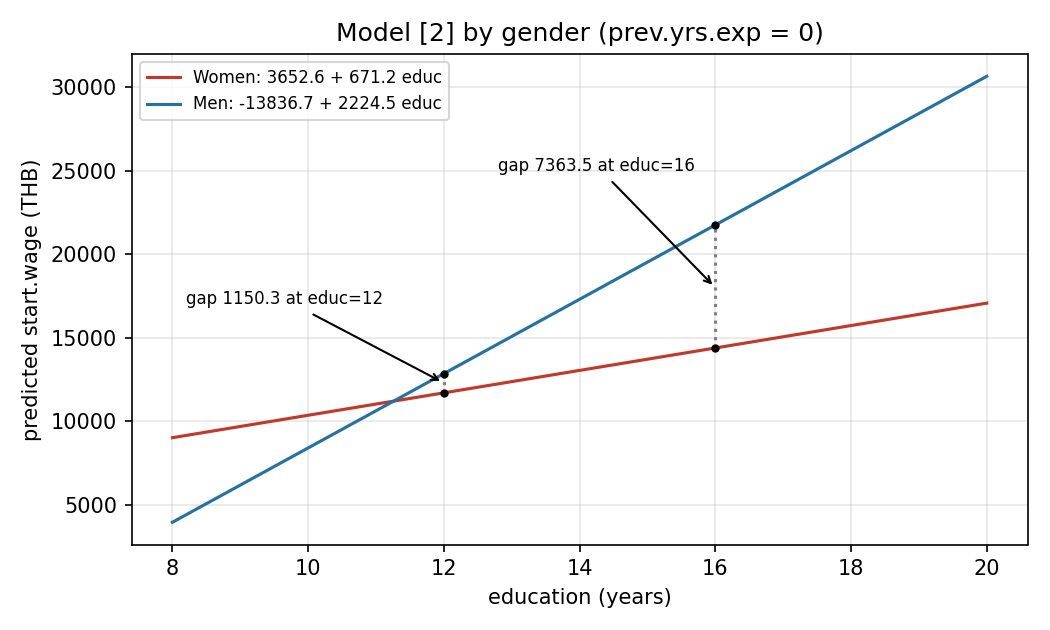 Model [2] by gender (prev.yrs.exp = 0)
Women: 3652.6 + 671.2 educ
Men: -13836.7 + 2224.5 educ
gap 7363.5 at educ=16
gap 1150.3 at educ=12
predicted start.wage (THB)
30000
25000
20000
15000
10000
5000
8 10 12 14 16 18 20
education (years)